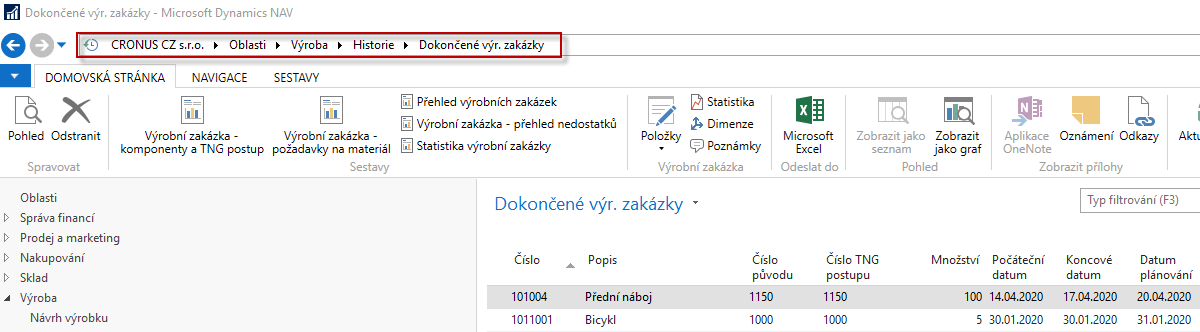 Dokončené výr. zakázky - Microsoft Dynamics NAV
CRONUS CZ s.r.o. Oblasti Výroba Historie Dokončené výr. zakázky
DOMOVSKÁ STRÁNKA NAVIGACE SESTAVY
Pohled
Odstranit
Spravovat
Výrobní zakázka -
komponenty a TNG postup
Výrobní zakázka -
požadavky na materiál
Přehled výrobních zakázek
Výrobní zakázka - přehled nedostatků
Statistika výrobní zakázky
Sestavy
Položky
Statistika
Dimenze
Poznámky
Výrobní zakázka
Microsoft
Excel
Odeslat do
Zobrazit jako
seznam
Zobrazit
jako graf
Pohled
Aplikace
OneNote
Oznámení
Odkazy
Zobrazit přílohy
Aktu
Oblasti
Správa financí
Prodej a marketing
Nakupování
Sklad
Výroba
Návrh výrobku
Dokončené výr. zakázky
Typ filtrování (F3)
Číslo Popis Číslo původu Číslo TNG postupu Množství Počáteční datum Koncové datum Datum plánování
101004 Přední náboj 1150 1150 100 14.04.2020 17.04.2020 20.04.2020
1011001 Bicykl 1000 1000 5 30.01.2020 30.01.2020 31.01.2020